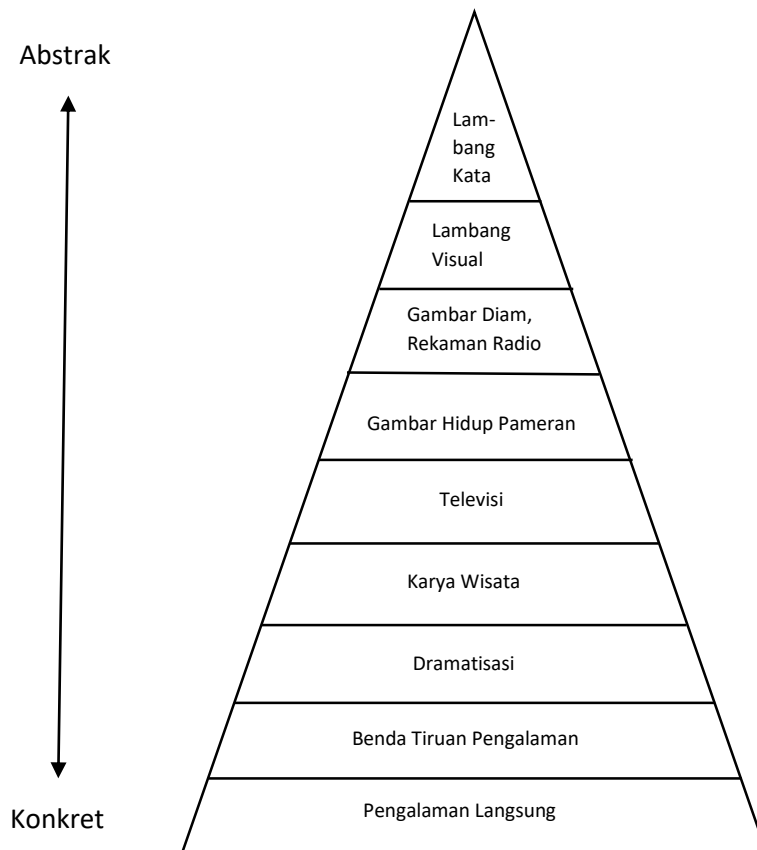 Abstrak
Lam-
bang
Kata
Lambang
Visual
Gambar Diam,
Rekaman Radio
Gambar Hidup Pameran
Televisi
Karya Wisata
Dramatisasi
Benda Tiruan Pengalaman
Pengalaman Langsung
Konkret